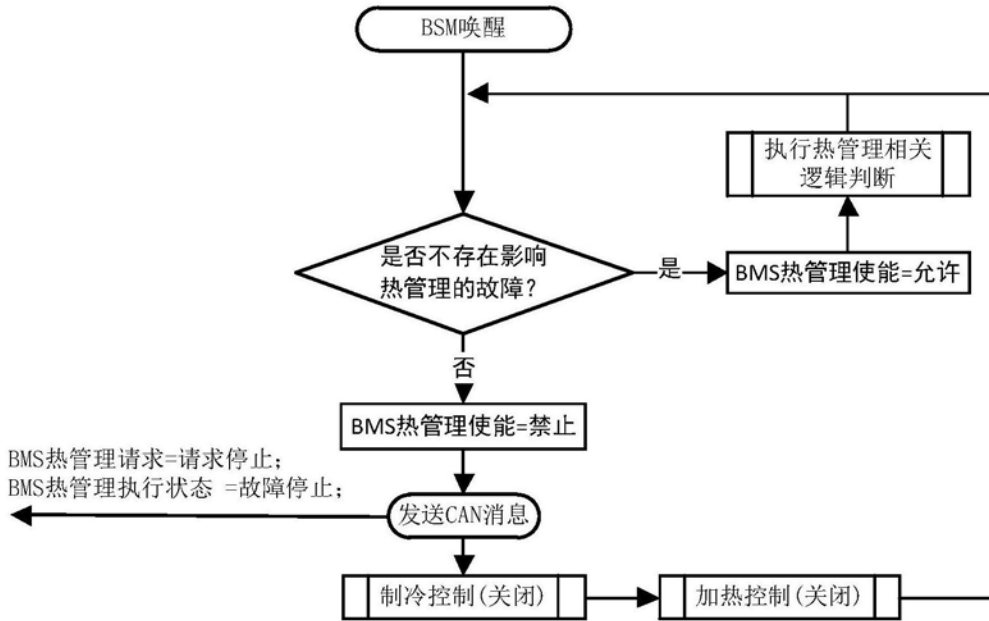 BSM唤醒
执行热管理相关
逻辑判断
是否不存在影响
热管理的故障?
是
BMS热管理使能=允许
否
BMS热管理使能=禁止
BMS热管理请求=请求停止;
BMS热管理执行状态 =故障停止;
发送CAN消息
制冷控制(关闭)
加热控制(关闭)